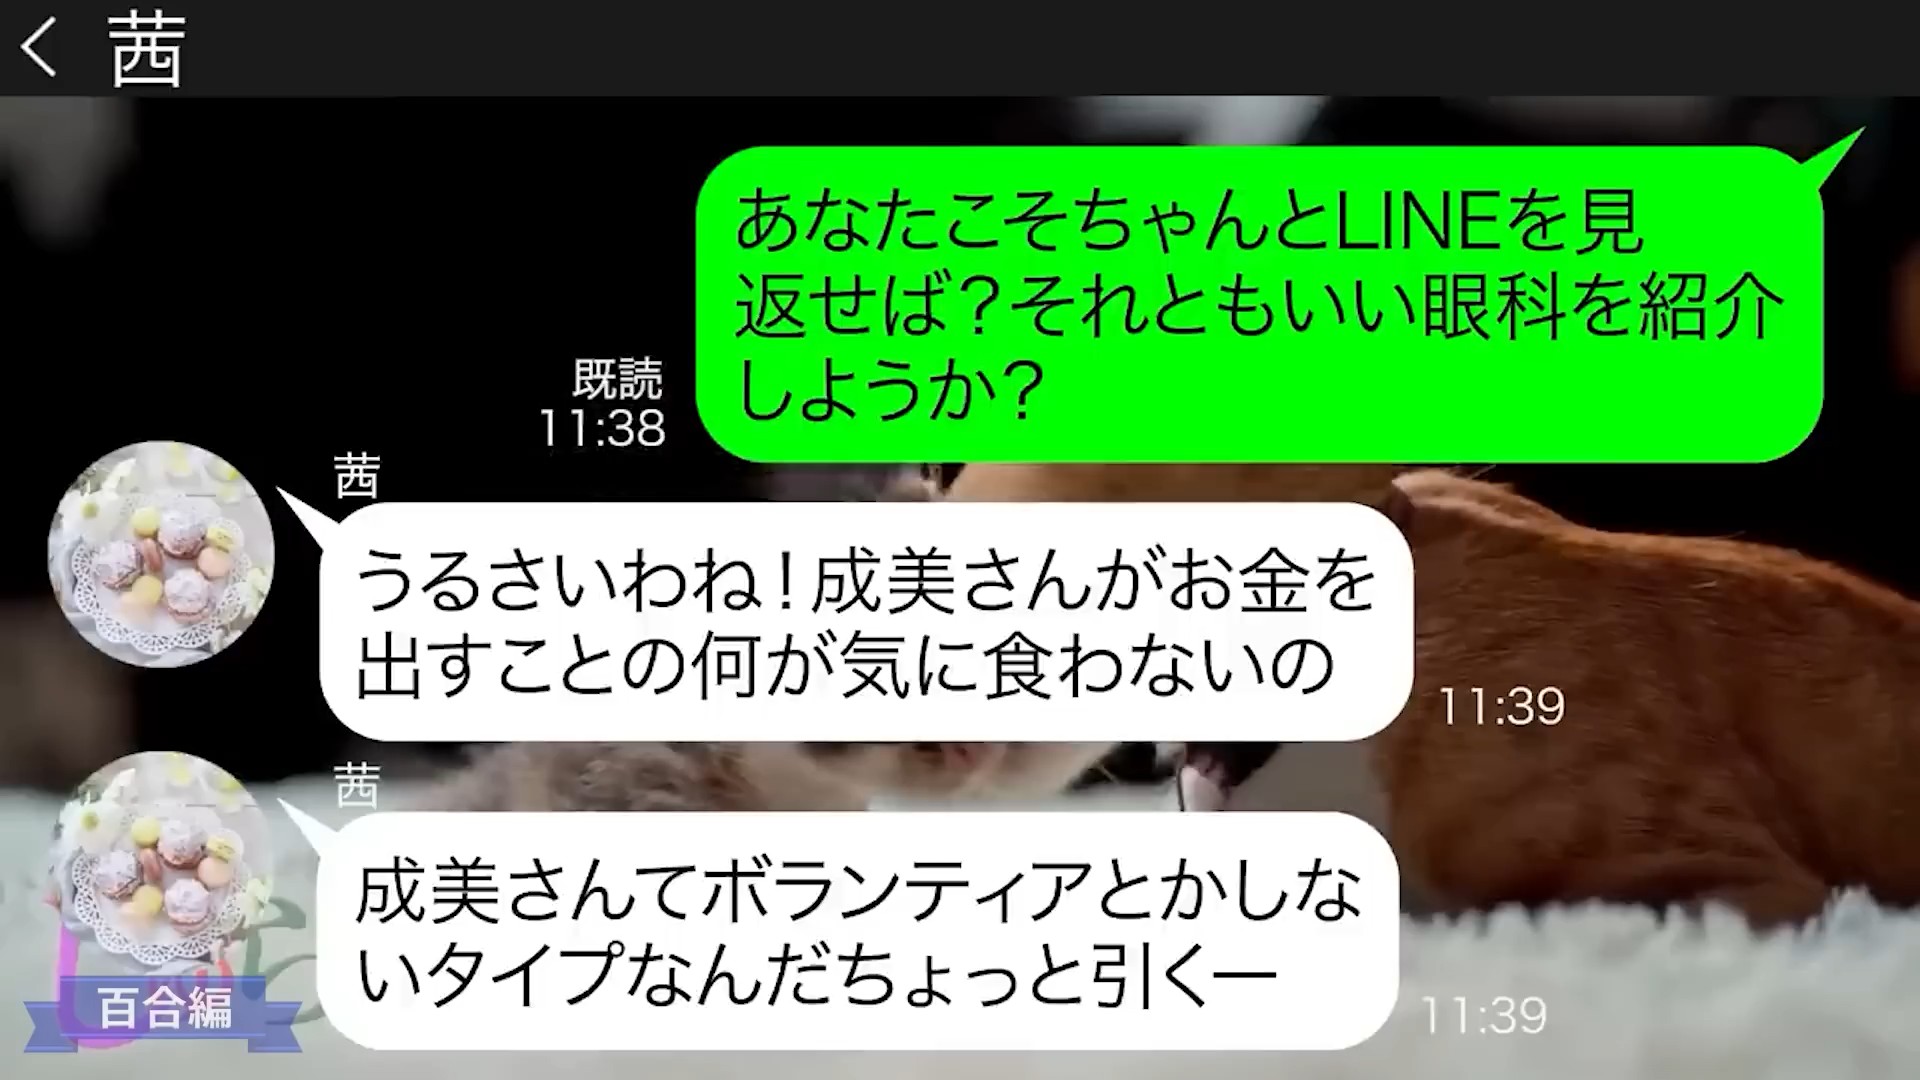 茜
あなたこそちゃんとLINEを見
返せば？それともいい眼科を紹介
しようか？
既読
11:38
茜
うるさいわね！成美さんがお金を
出すことの何が気に食わないの
11:39
茜
成美さんてボランティアとかしな
いタイプなんだちょっと引くー
11:39
百合編